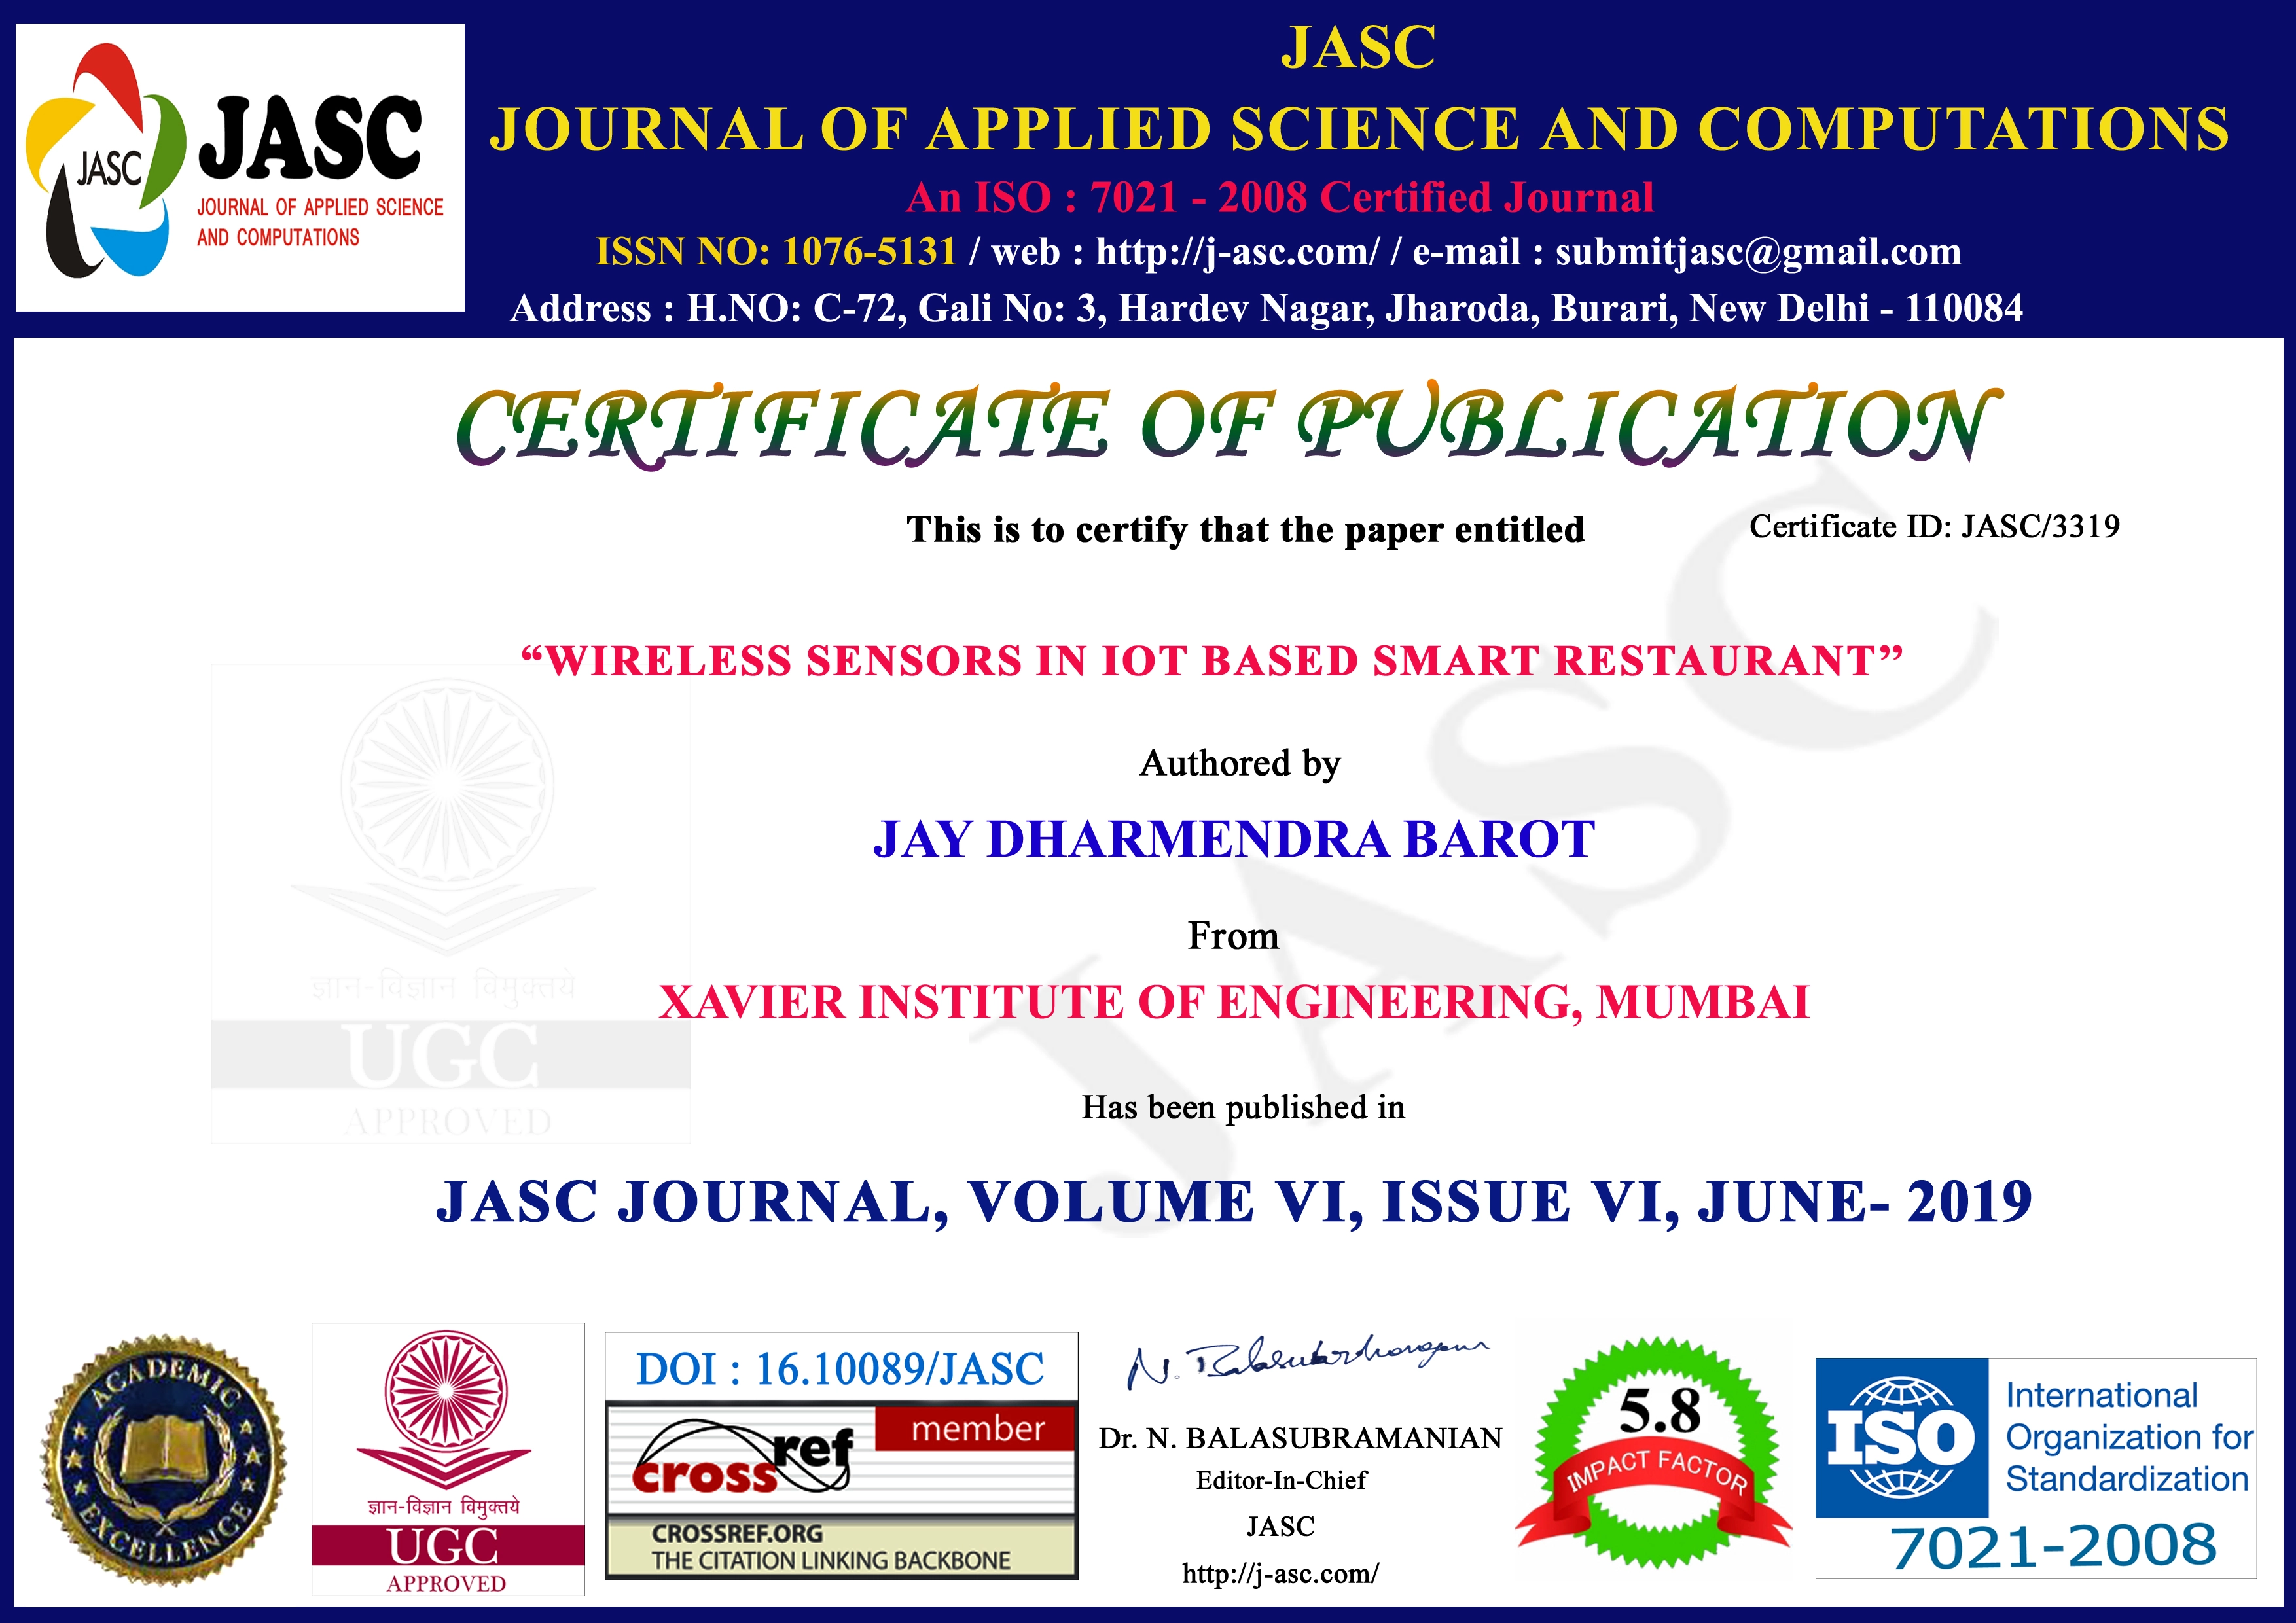 JASC
JASC
JOURNAL OF APPLIED SCIENCE
AND COMPUTATIONS
JASC
JOURNAL OF APPLIED SCIENCE AND COMPUTATIONS
An ISO : 7021 - 2008 Certified Journal
ISSN NO: 1076-5131 / web : http://j-asc.com/ / e-mail : submitjasc@gmail.com
Address : H.NO: C-72, Gali No: 3, Hardev Nagar, Jharoda, Burari, New Delhi - 110084
CERTIFICATE OF PUBLICATION
This is to certify that the paper entitled
Certificate ID: JASC/3319
“WIRELESS SENSORS IN IOT BASED SMART RESTAURANT”
Authored by
JAY DHARMENDRA BAROT
From
XAVIER INSTITUTE OF ENGINEERING, MUMBAI
Has been published in
JASC JOURNAL, VOLUME VI, ISSUE VI, JUNE- 2019
JASC
ज्ञान-विज्ञान विमुक्तये
UGC
APPROVED
ACADEMIC
EXCELLENCE
ज्ञान-विज्ञान विमुक्तये
UGC
APPROVED
DOI : 16.10089/JASC
member
crossref
CROSSREF.ORG
THE CITATION LINKING BACKBONE
N. Balasubramanian
Dr. N. BALASUBRAMANIAN
Editor-In-Chief
JASC
http://j-asc.com/
5.8
IMPACT FACTOR
ISO
International
Organization for
Standardization
7021-2008